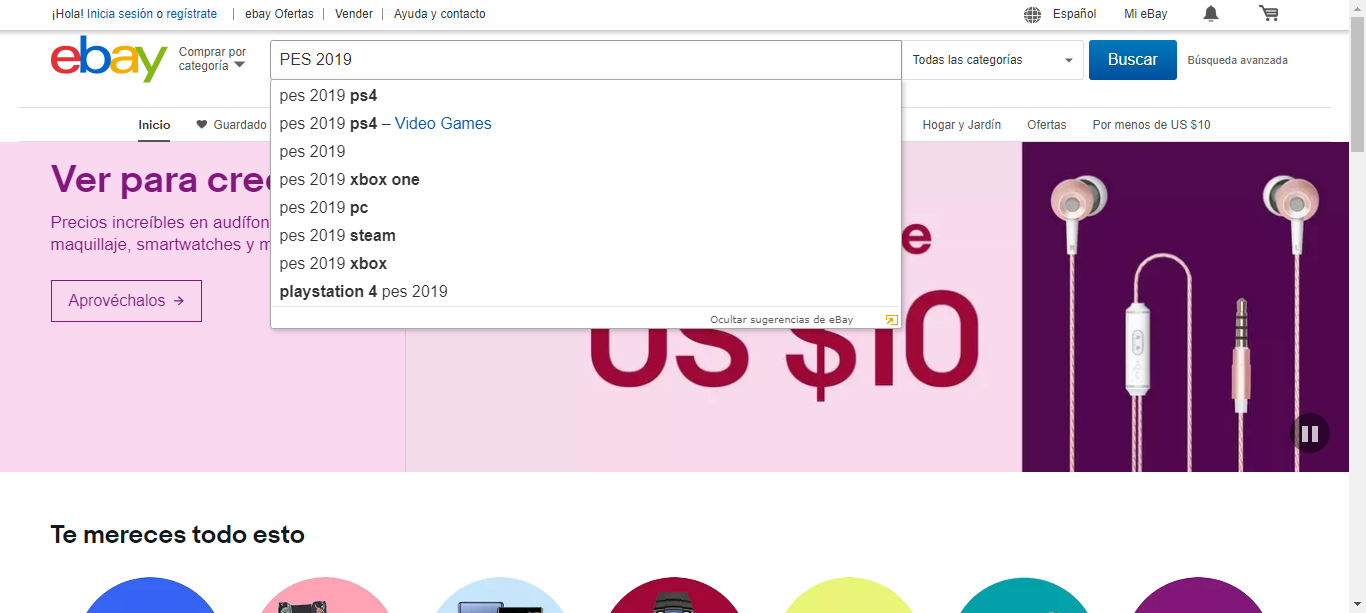 ¡Hola! Inicia sesión o regístrate | ebay Ofertas | Vender | Ayuda y contacto
Español Mi eBay
ebay
Comprar por
categoría
PES 2019
Todas las categorías
Buscar
Búsqueda avanzada
pes 2019 ps4
pes 2019 ps4 – Video Games
pes 2019
pes 2019 xbox one
pes 2019 pc
pes 2019 steam
pes 2019 xbox
playstation 4 pes 2019
Ocultar sugerencias de eBay
Inicio Guardado Hogar y Jardín Ofertas Por menos de US $10
Ver para cre
Precios increíbles en audífon
maquillaje, smartwatches y m
Aprovéchalos →
e
US $10
R L
Te mereces todo esto